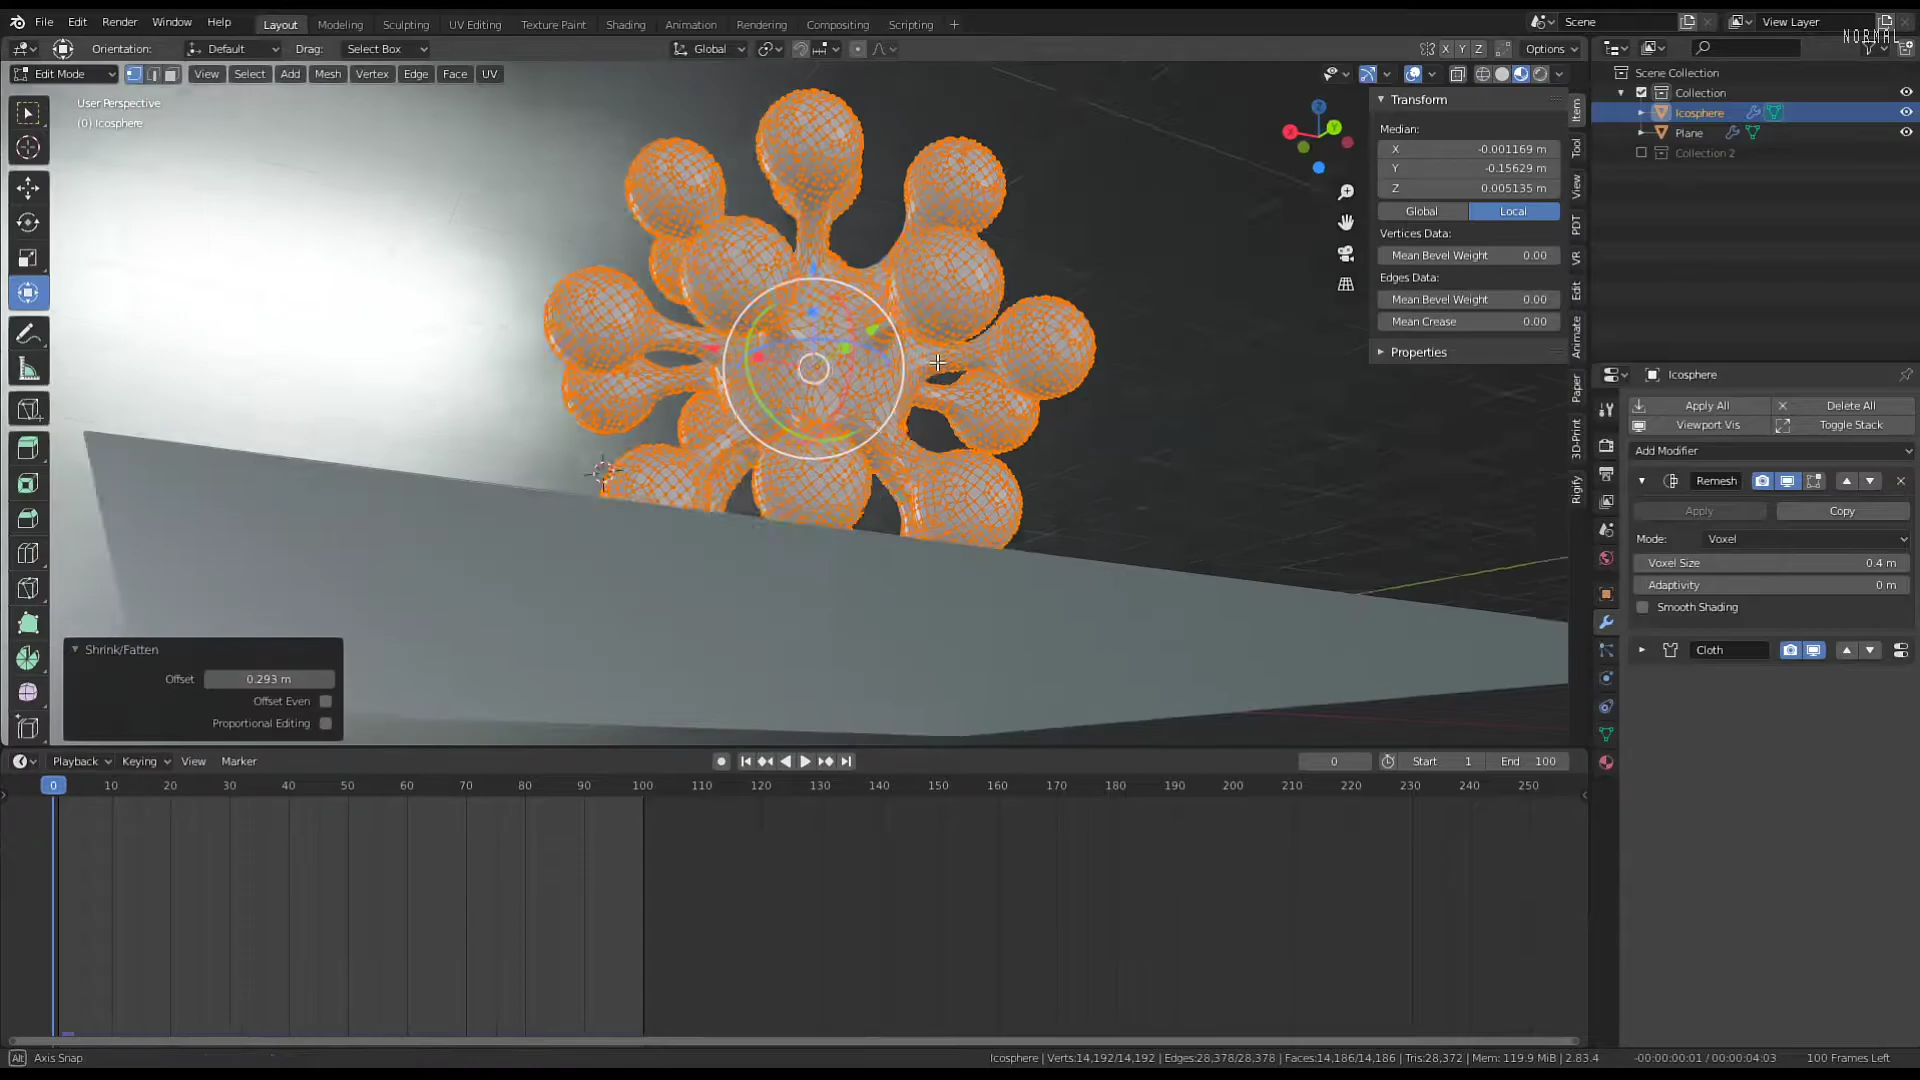 File Edit Render Window Help Layout Modeling Sculpting UV Editing Texture Paint Shading Animation Rendering Compositing Scripting + Scene View Layer
NORMAL
Orientation: Default Drag: Select Box Global X Y Z Options
Edit Mode View Select Add Mesh Vertex Edge Face UV
User Perspective
(0) Icosphere
Transform
Median:
X -0.001169 m
Y -0.15629 m
Z 0.005135 m
Global Local
Vertices Data:
Mean Bevel Weight 0.00
Edges Data:
Mean Bevel Weight 0.00
Mean Crease 0.00
Properties
Item
Tool
View
PDT
VR
Edit
Animate
Paper
3D-Print
Rigify
Scene Collection
Collection
Icosphere
Plane
Collection 2
Icosphere
Apply All Delete All
Viewport Vis Toggle Stack
Add Modifier
Remesh
Apply Copy
Mode: Voxel
Voxel Size 0.4 m
Adaptivity 0 m
Smooth Shading
Cloth
Shrink/Fatten
Offset 0.293 m
Offset Even
Proportional Editing
Playback Keying View Marker 0 Start 1 End 100
0 10 20 30 40 50 60 70 80 90 100 110 120 130 140 150 160 170 180 190 200 210 220 230 240 250
Alt Axis Snap Icosphere | Verts:14,192/14,192 | Edges:28,378/28,378 | Faces:14,186/14,186 | Tris:28,372 | Mem: 119.9 MiB | 2.83.4 -00:00:00:01 / 00:00:04:03 100 Frames Left